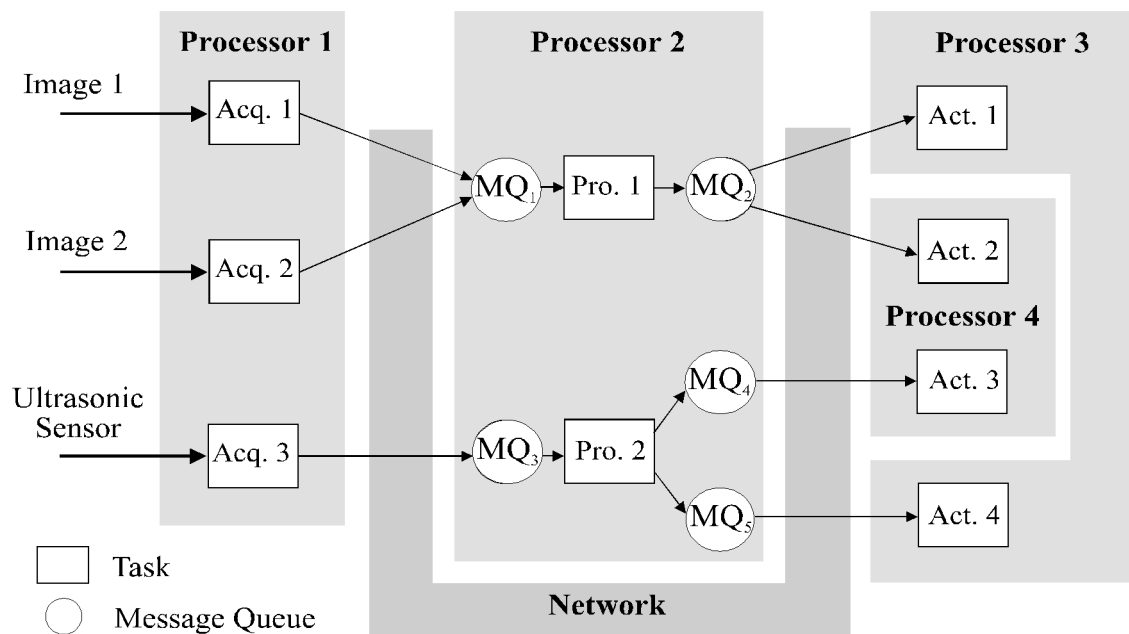 Processor 1
Processor 2
Processor 3
Image 1
Acq. 1
Act. 1
MQ1
Pro. 1
MQ2
Image 2
Acq. 2
Act. 2
Processor 4
MQ4
Act. 3
Ultrasonic
Sensor
Acq. 3
MQ3
Pro. 2
MQ5
Act. 4
Task
Network
Message Queue